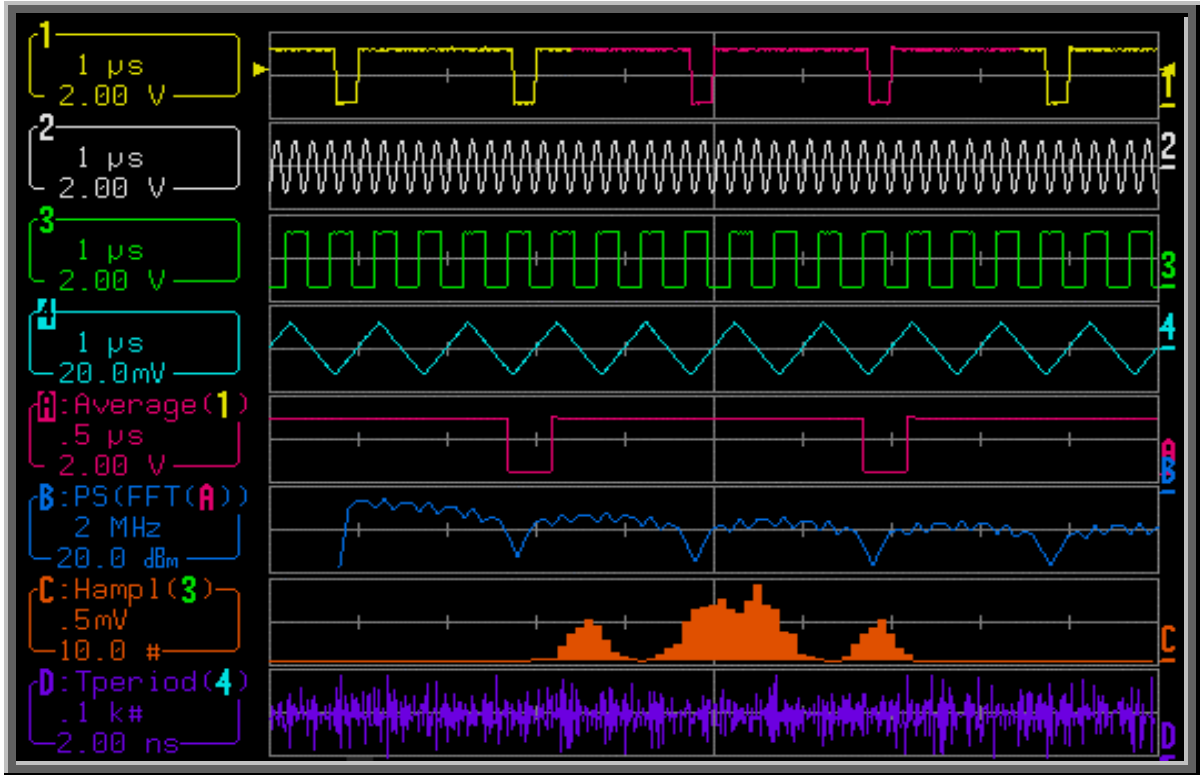 1
1 µs
2.00 V
1
2
1 µs
2.00 V
2
3
1 µs
2.00 V
3
4
1 µs
20.0mV
4
A:Average(1)
.5 µs
2.00 V
A
B:PS(FFT(A))
2 MHz
20.0 dBm
B
C:Hampl(3)
.5mV
10.0 #
C
D:Tperiod(4)
.1 k#
2.00 ns
D